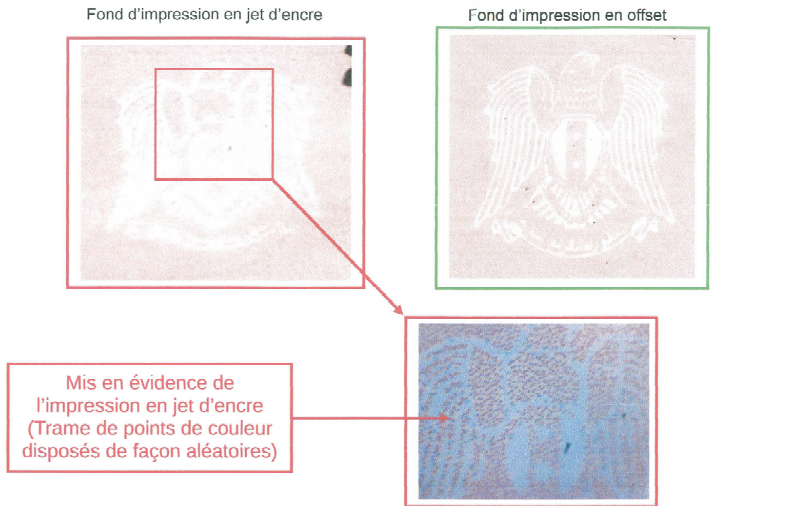 Fond d'impression en jet d'encre
Fond d'impression en offset
Mis en évidence de
l'impression en jet d'encre
(Trame de points de couleur
disposés de façon aléatoires)